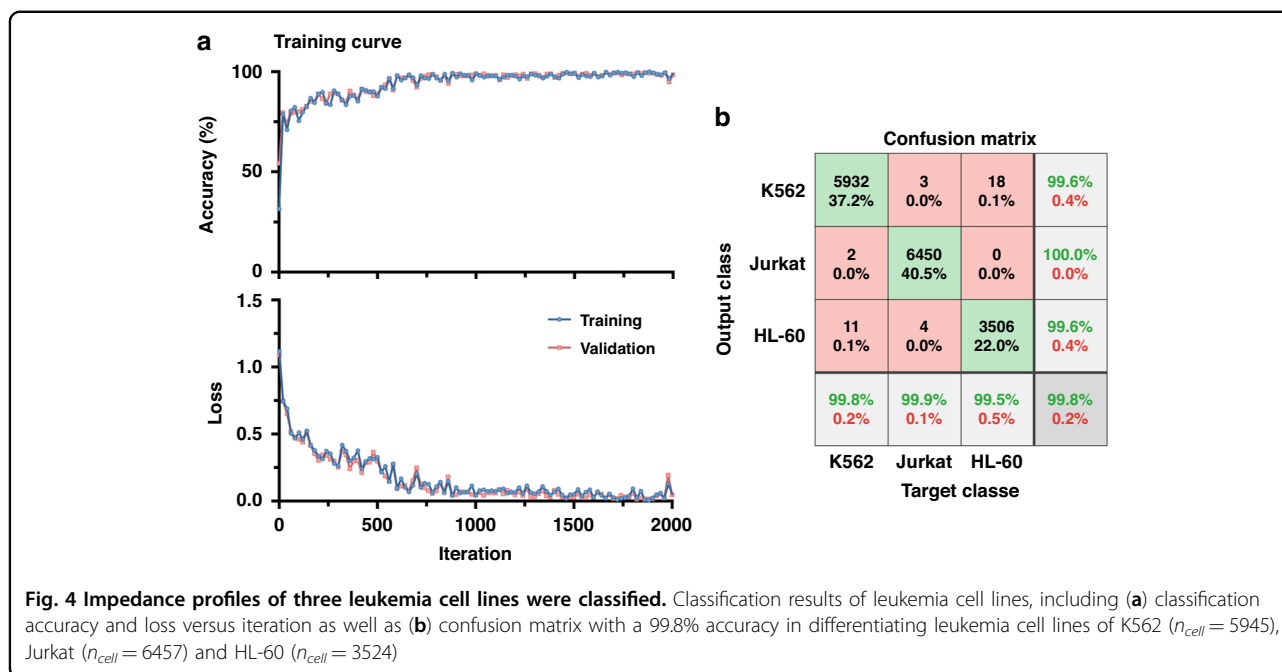 a Training curve
100
50
0
Accuracy (%)
1.5
1.0
0.5
0.0
Loss
Training
Validation
0 500 1000 1500 2000
Iteration
b
Confusion matrix
Output class
K562
5932 3 18 99.6%
37.2% 0.0% 0.1% 0.4%
Jurkat
2 6450 0 100.0%
0.0% 40.5% 0.0% 0.0%
HL-60
11 4 3506 99.6%
0.1% 0.0% 22.0% 0.4%
99.8% 99.9% 99.5% 99.8%
0.2% 0.1% 0.5% 0.2%
K562 Jurkat HL-60
Target classe
Fig. 4 Impedance profiles of three leukemia cell lines were classified. Classification results of leukemia cell lines, including (a) classification
accuracy and loss versus iteration as well as (b) confusion matrix with a 99.8% accuracy in differentiating leukemia cell lines of K562 (ncell = 5945),
Jurkat (ncell = 6457) and HL-60 (ncell = 3524)